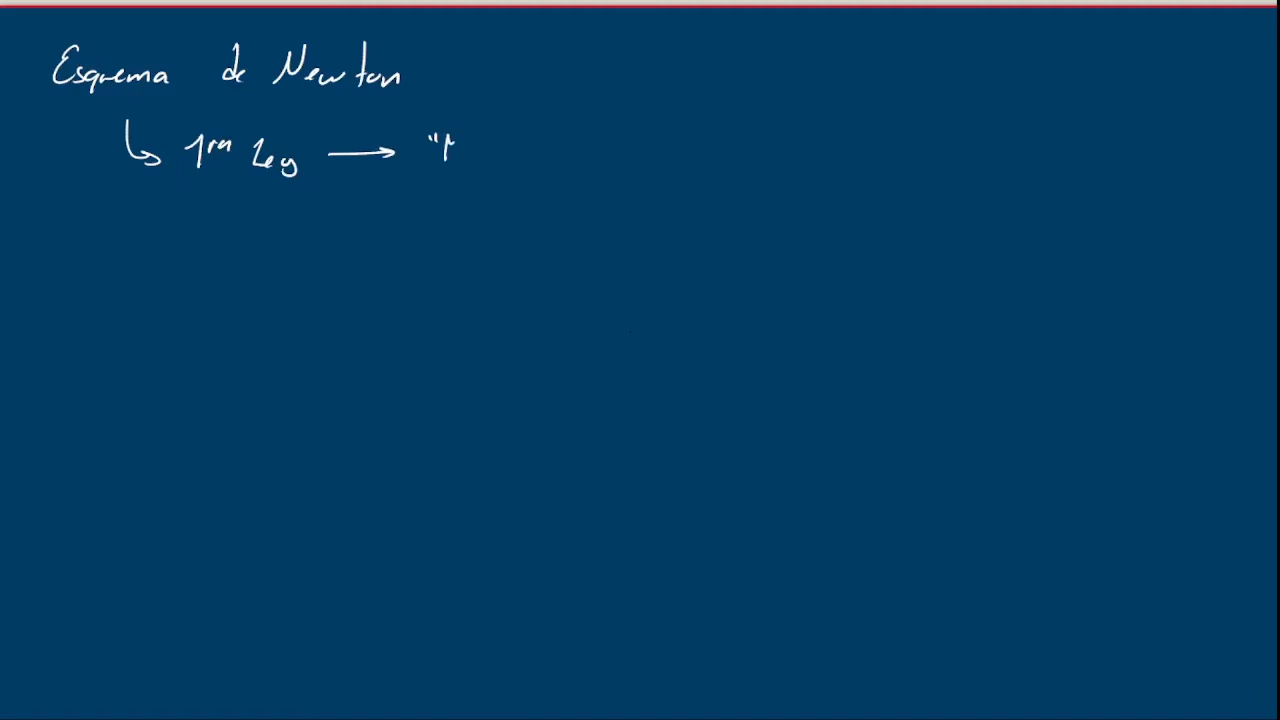 Esquema de Newton
↳ 1ra Ley → "